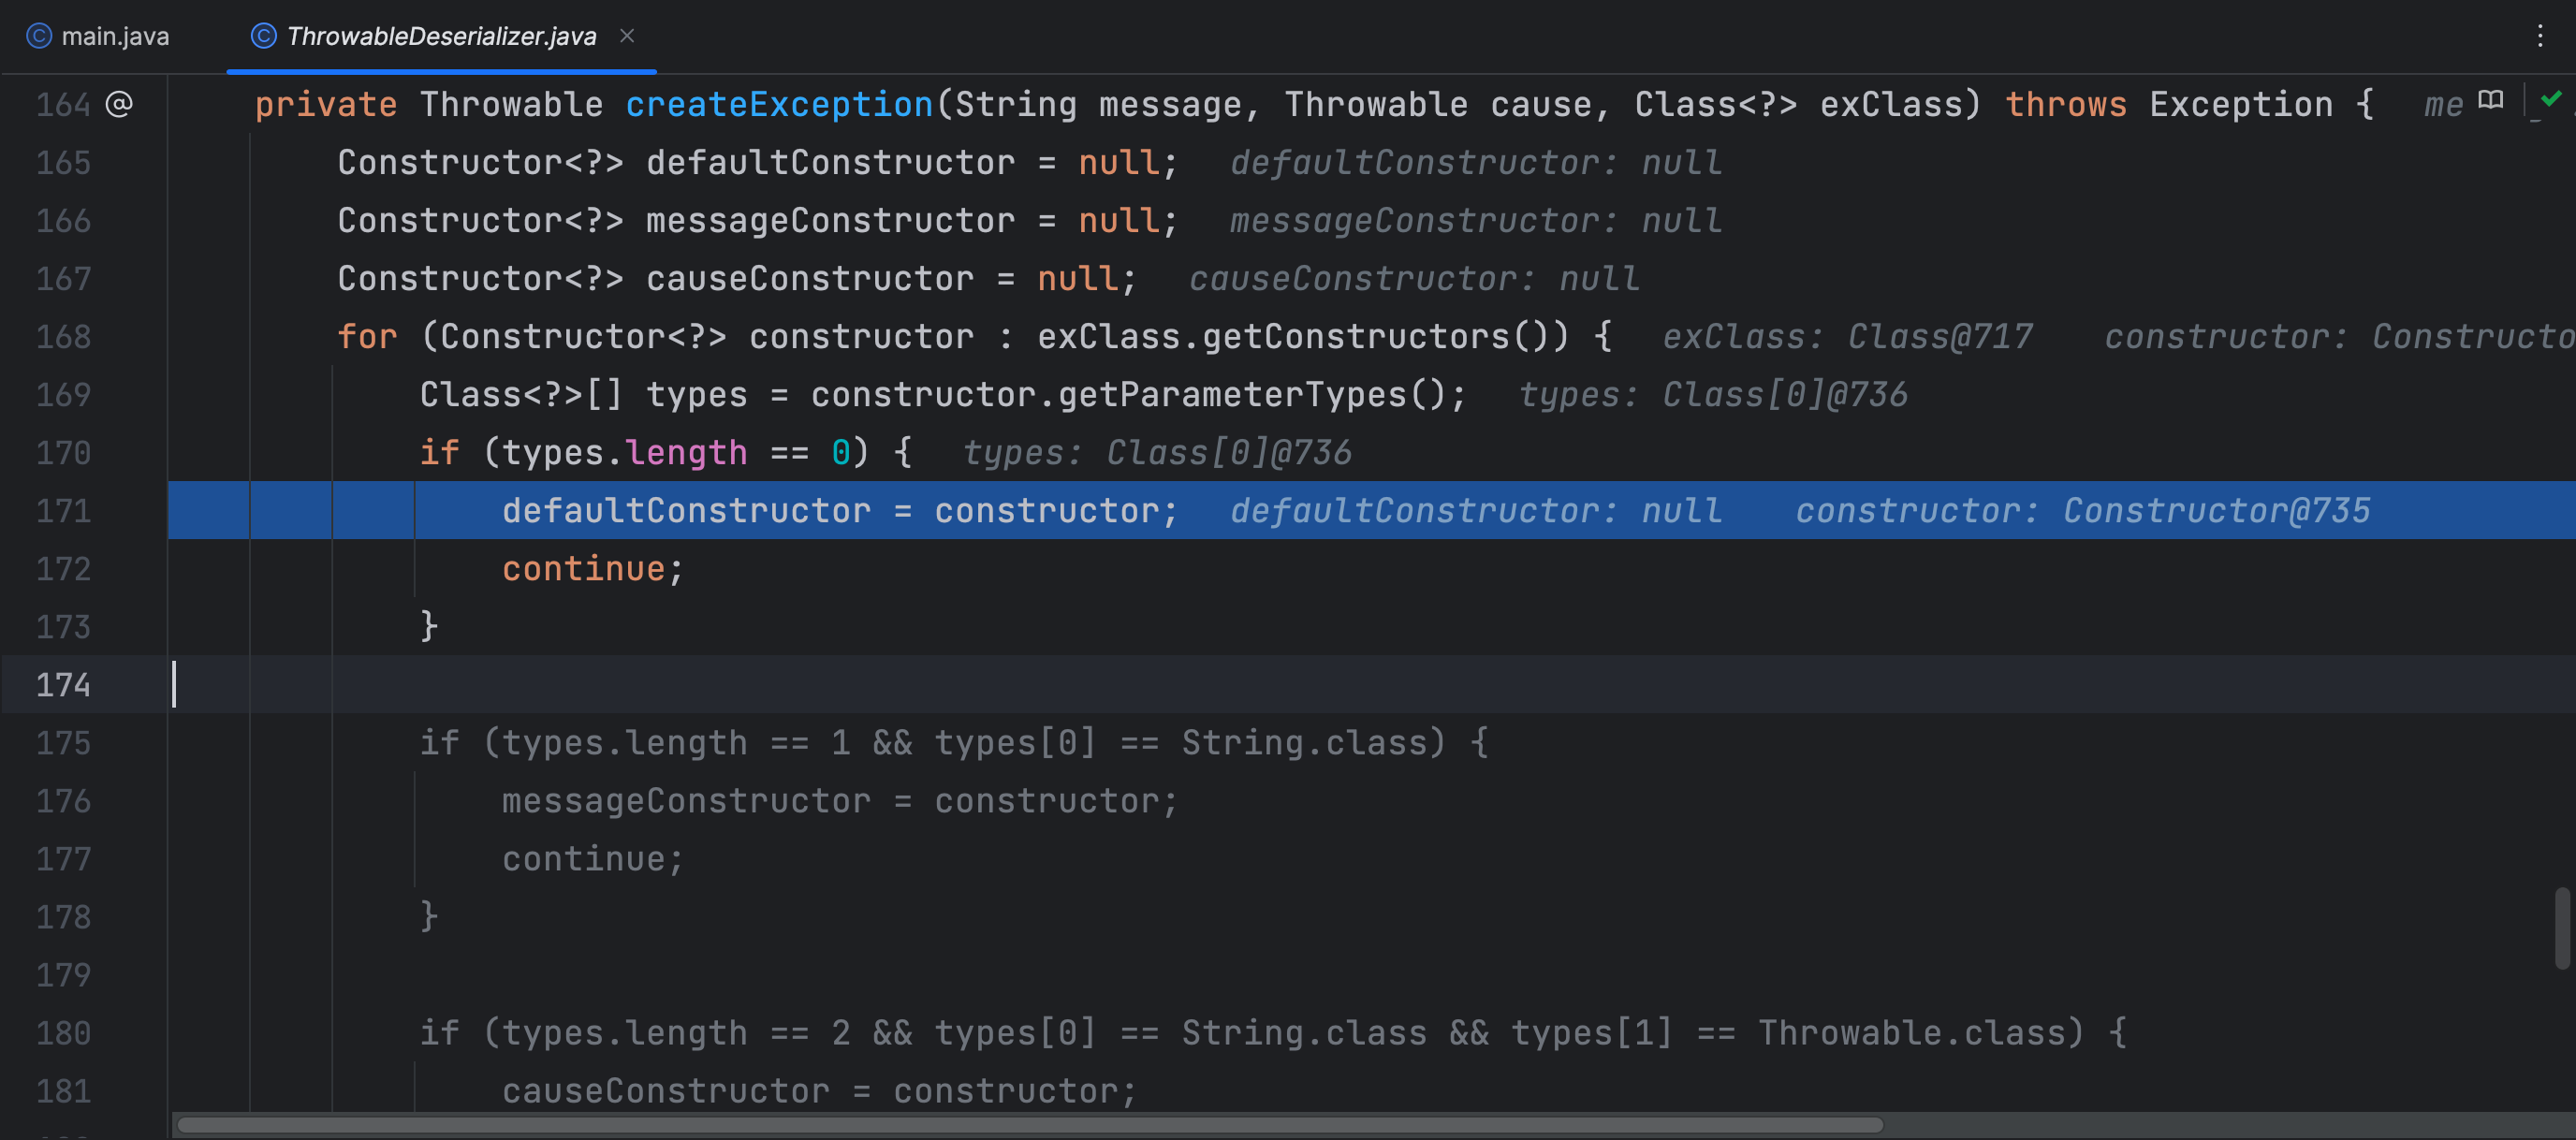 main.java ThrowableDeserializer.java
164 @ private Throwable createException(String message, Throwable cause, Class<?> exClass) throws Exception { me
165 Constructor<?> defaultConstructor = null; defaultConstructor: null
166 Constructor<?> messageConstructor = null; messageConstructor: null
167 Constructor<?> causeConstructor = null; causeConstructor: null
168 for (Constructor<?> constructor : exClass.getConstructors()) { exClass: Class@717 constructor: Constructo
169 Class<?>[] types = constructor.getParameterTypes(); types: Class[0]@736
170 if (types.length == 0) { types: Class[0]@736
171 defaultConstructor = constructor; defaultConstructor: null constructor: Constructor@735
172 continue;
173 }
174
175 if (types.length == 1 && types[0] == String.class) {
176 messageConstructor = constructor;
177 continue;
178 }
179
180 if (types.length == 2 && types[0] == String.class && types[1] == Throwable.class) {
181 causeConstructor = constructor;